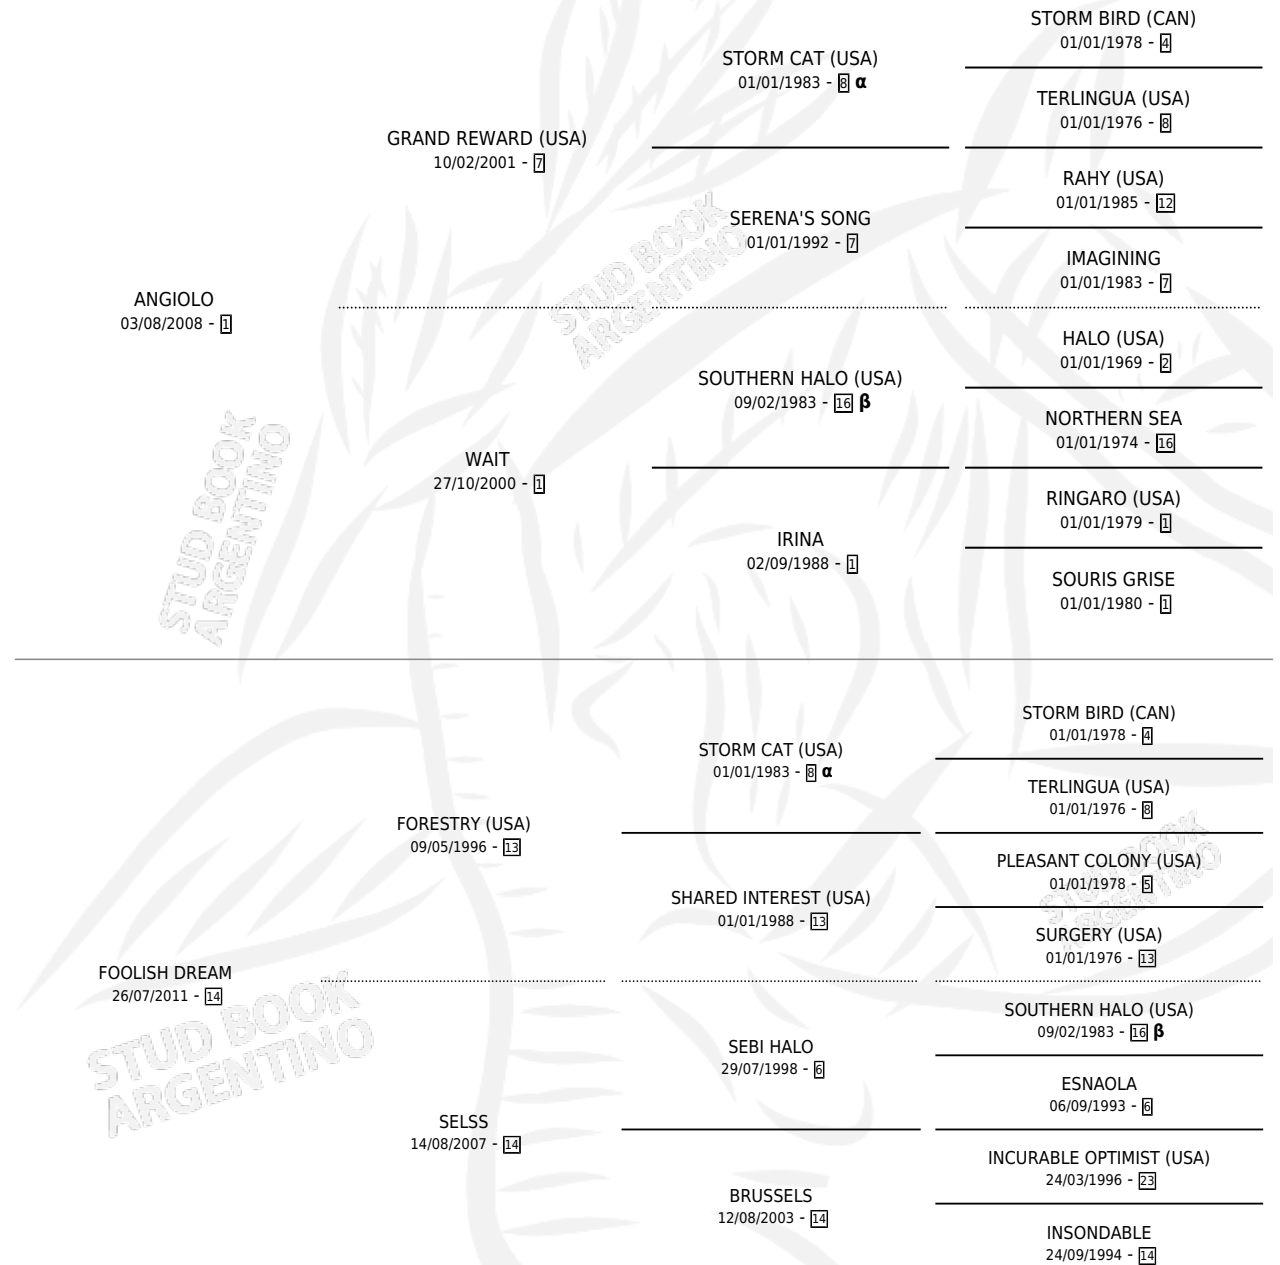 STORM BIRD (CAN)
01/01/1978 - 4
STORM CAT (USA)
01/01/1983 - 8 α
TERLINGUA (USA)
01/01/1976 - 8
GRAND REWARD (USA)
10/02/2001 - 7
RAHY (USA)
01/01/1985 - 12
SERENA'S SONG
01/01/1992 - 7
IMAGINING
01/01/1983 - 7
ANGIOLO
03/08/2008 - 1
HALO (USA)
01/01/1969 - 2
SOUTHERN HALO (USA)
09/02/1983 - 16 β
NORTHERN SEA
01/01/1974 - 16
WAIT
27/10/2000 - 1
RINGARO (USA)
01/01/1979 - 1
IRINA
02/09/1988 - 1
SOURIS GRISE
01/01/1980 - 1
STORM BIRD (CAN)
01/01/1978 - 4
STORM CAT (USA)
01/01/1983 - 8 α
TERLINGUA (USA)
01/01/1976 - 8
FORESTRY (USA)
09/05/1996 - 13
PLEASANT COLONY (USA)
01/01/1978 - 5
SHARED INTEREST (USA)
01/01/1988 - 13
SURGERY (USA)
01/01/1976 - 13
FOOLISH DREAM
26/07/2011 - 14
SOUTHERN HALO (USA)
09/02/1983 - 16 β
SEBI HALO
29/07/1998 - 6
ESNAOLA
06/09/1993 - 6
SELSS
14/08/2007 - 14
INCURABLE OPTIMIST (USA)
24/03/1996 - 23
BRUSSELS
12/08/2003 - 14
INSONDABLE
24/09/1994 - 14
STUD BOOK
ARGENTINO
STUD BOOK
ARGENTINO
STUD BOOK
ARGENTINO
STUD BOOK
ARGENTINO